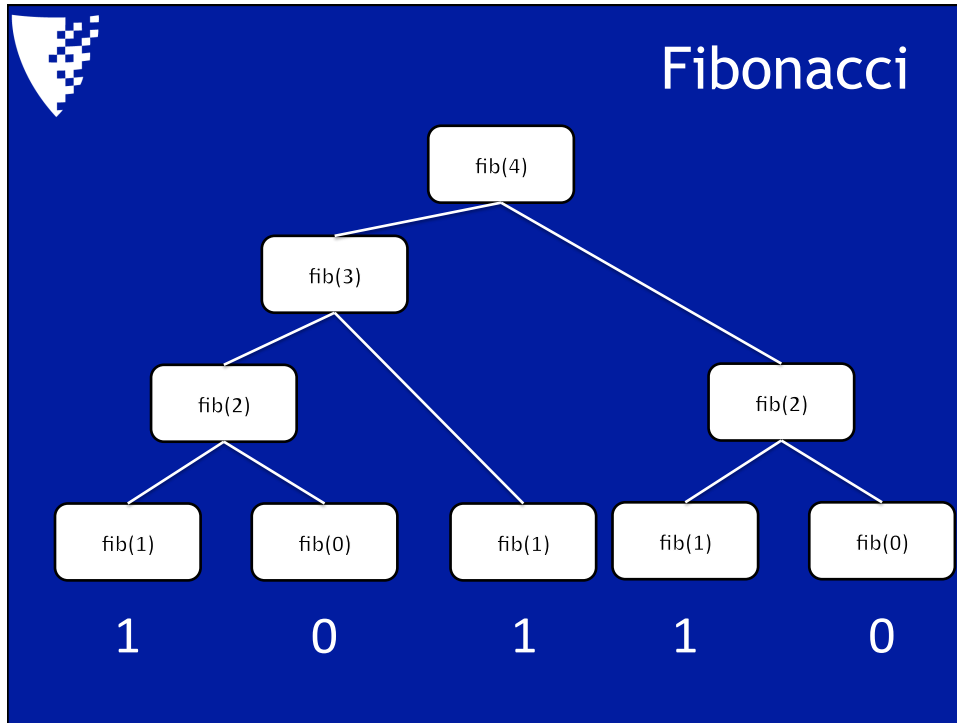 Fibonacci
fib(4)
fib(3)
fib(2) fib(2)
fib(1) fib(0) fib(1) fib(1) fib(0)
1 0 1 1 0